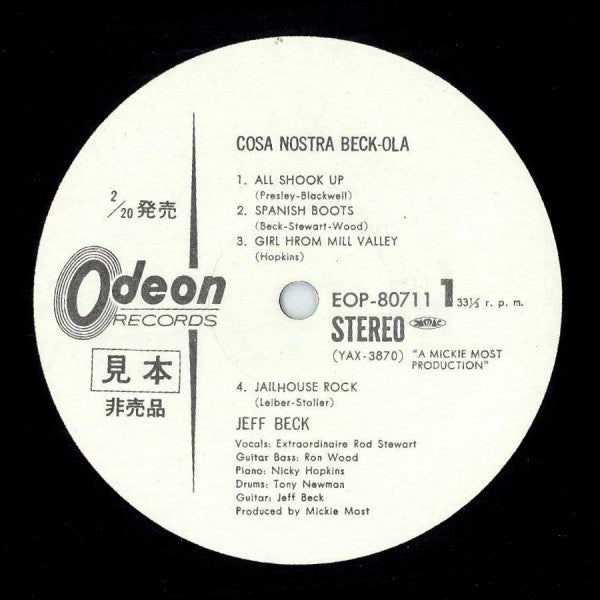 COSA NOSTRA BECK-OLA
1. ALL SHOOK UP
(Presley-Blackwell)
2. SPANISH BOOTS
(Beck-Stewart-Wood)
3. GIRL HROM MILL VALLEY
(Hopkins)
2/20 発売
Odeon
RECORDS
見本
非売品
EOP-80711 1 33⅓ r. p. m.
STEREO
(YAX-3870) "A MICKIE MOST
PRODUCTION"
4. JAILHOUSE ROCK
(Leiber-Stoller)
JEFF BECK
Vocals: Extraordinaire Rod Stewart
Guitar Bass: Ron Wood
Piano: Nicky Hopkins
Drums: Tony Newman
Guitar: Jeff Beck
Produced by Mickie Most